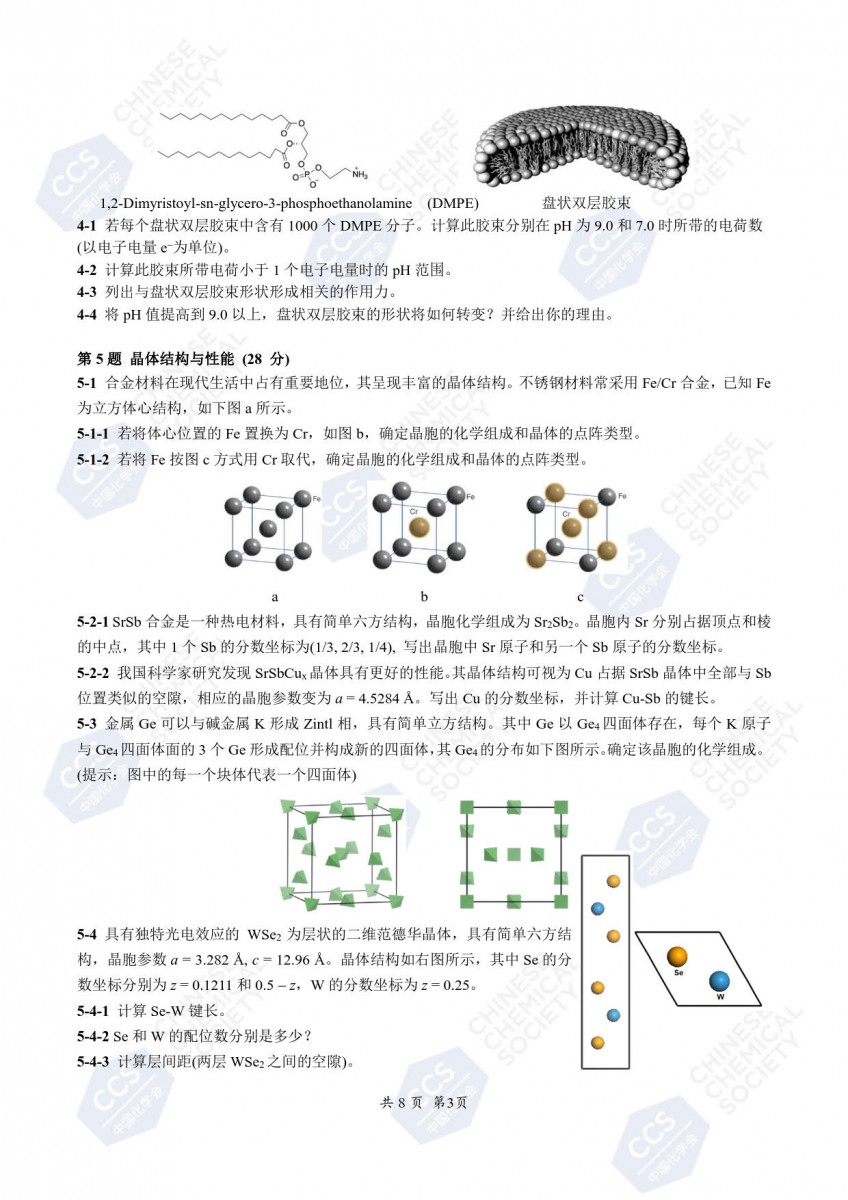 O
O
O
O
O
O=P
O
O⁻
NH₃
+
1,2-Dimyristoyl-sn-glycero-3-phosphoethanolamine (DMPE) 盘状双层胶束
4-1 若每个盘状双层胶束中含有 1000 个 DMPE 分子。计算此胶束分别在 pH 为 9.0 和 7.0 时所带的电荷数
(以电子电量 e⁻为单位)。
4-2 计算此胶束所带电荷小于 1 个电子电量时的 pH 范围。
4-3 列出与盘状双层胶束形状形成相关的作用力。
4-4 将 pH 值提高到 9.0 以上，盘状双层胶束的形状将如何转变？并给出你的理由。
第 5 题 晶体结构与性能 (28 分)
5-1 合金材料在现代生活中占有重要地位，其呈现丰富的晶体结构。不锈钢材料常采用 Fe/Cr 合金，已知 Fe
为立方体心结构，如下图 a 所示。
5-1-1 若将体心位置的 Fe 置换为 Cr，如图 b，确定晶胞的化学组成和晶体的点阵类型。
5-1-2 若将 Fe 按图 c 方式用 Cr 取代，确定晶胞的化学组成和晶体的点阵类型。
Fe
Fe
Cr
Fe
Cr
a b c
5-2-1 SrSb 合金是一种热电材料，具有简单六方结构，晶胞化学组成为 Sr₂Sb₂。晶胞内 Sr 分别占据顶点和棱
的中点，其中 1 个 Sb 的分数坐标为(1/3, 2/3, 1/4), 写出晶胞中 Sr 原子和另一个 Sb 原子的分数坐标。
5-2-2 我国科学家研究发现 SrSbCuₓ 晶体具有更好的性能。其晶体结构可视为 Cu 占据 SrSb 晶体中全部与 Sb
位置类似的空隙，相应的晶胞参数变为 a = 4.5284 Å。写出 Cu 的分数坐标，并计算 Cu-Sb 的键长。
5-3 金属 Ge 可以与碱金属 K 形成 Zintl 相，具有简单立方结构。其中 Ge 以 Ge₄ 四面体存在，每个 K 原子
与 Ge₄ 四面体面的 3 个 Ge 形成配位并构成新的四面体，其 Ge₄ 的分布如下图所示。确定该晶胞的化学组成。
(提示：图中的每一个块体代表一个四面体)
5-4 具有独特光电效应的 WSe₂ 为层状的二维范德华晶体，具有简单六方结
构，晶胞参数 a = 3.282 Å, c = 12.96 Å。晶体结构如右图所示，其中 Se 的分
数坐标分别为 z = 0.1211 和 0.5 – z，W 的分数坐标为 z = 0.25。
Se
W
5-4-1 计算 Se-W 键长。
5-4-2 Se 和 W 的配位数分别是多少？
5-4-3 计算层间距(两层 WSe₂ 之间的空隙)。
共 8 页 第3页
CCS
中国化学会
CHINESE
CHEMICAL
SOCIETY